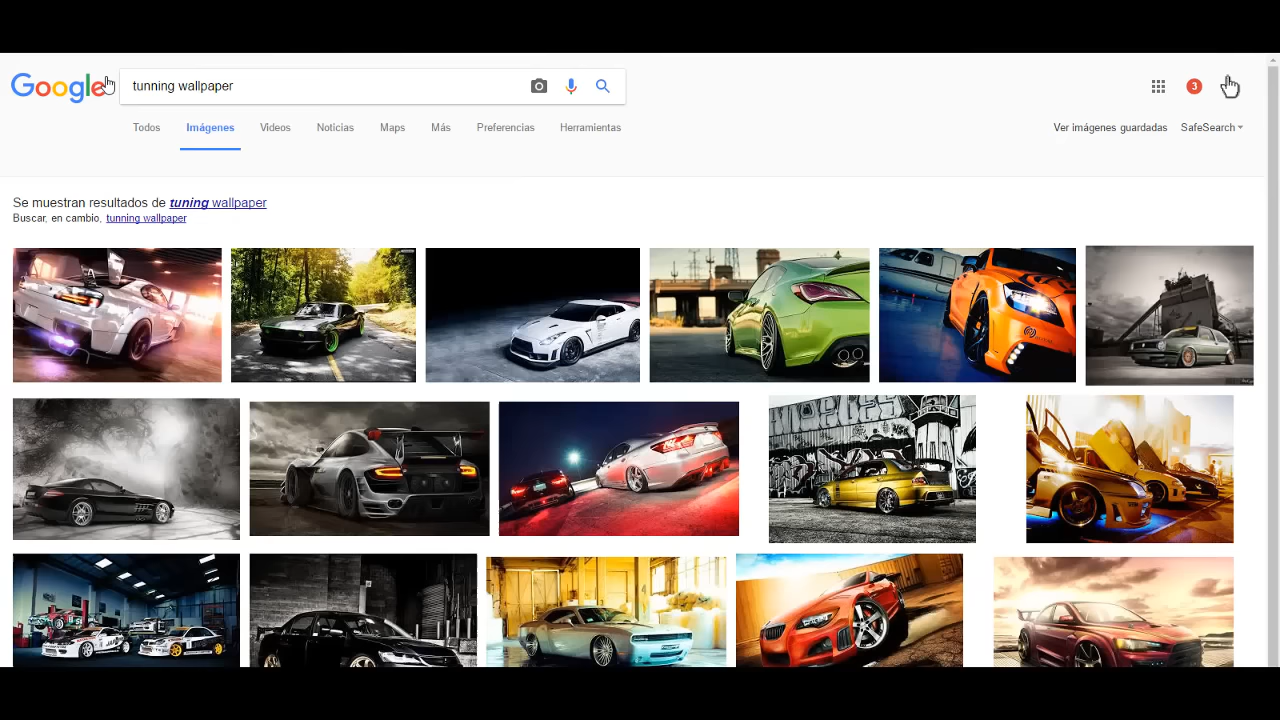 Google
tunning wallpaper
3
Todos
Imágenes
Videos
Noticias
Maps
Más
Preferencias
Herramientas
Ver imágenes guardadas
SafeSearch
Se muestran resultados de tuning wallpaper
Buscar, en cambio, tunning wallpaper